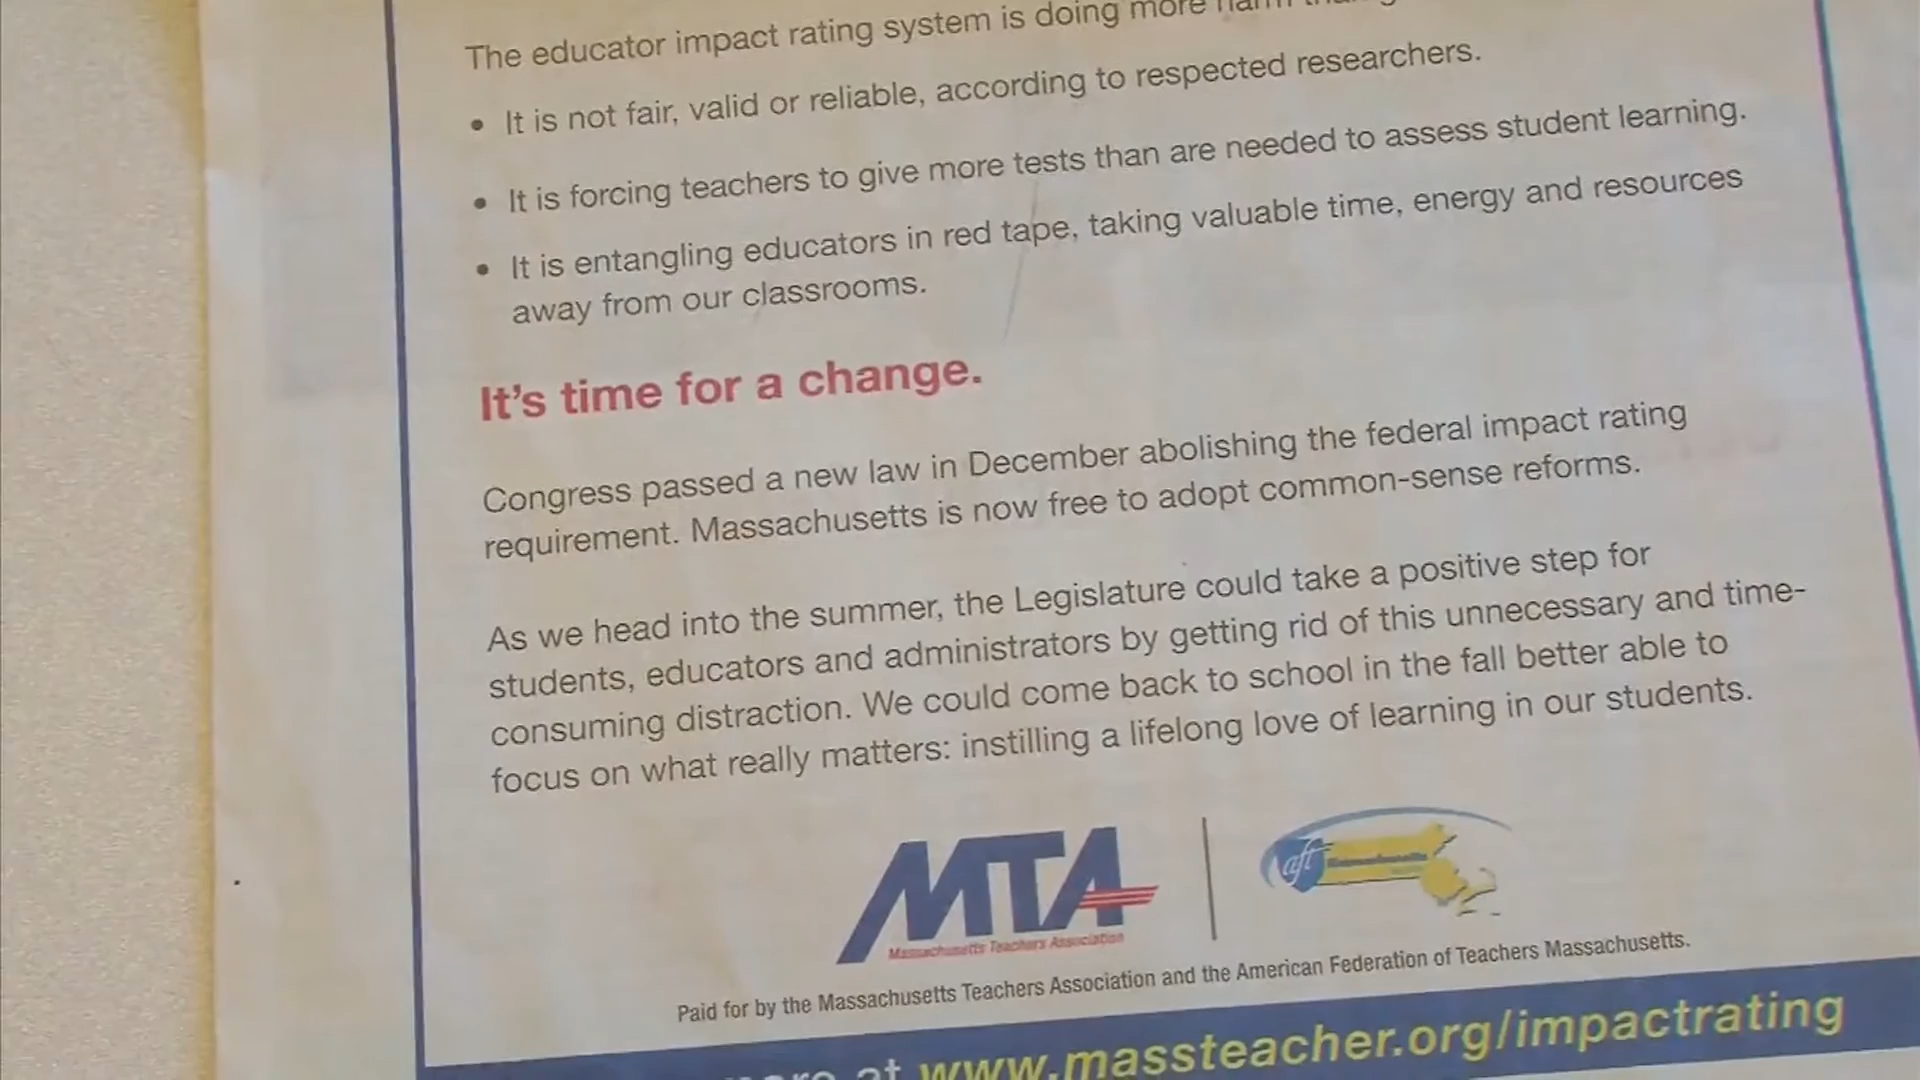 The educator impact rating system is doing more harm
• It is not fair, valid or reliable, according to respected researchers.
• It is forcing teachers to give more tests than are needed to assess student learning.
• It is entangling educators in red tape, taking valuable time, energy and resources
away from our classrooms.
It's time for a change.
Congress passed a new law in December abolishing the federal impact rating
requirement. Massachusetts is now free to adopt common-sense reforms.
As we head into the summer, the Legislature could take a positive step for
students, educators and administrators by getting rid of this unnecessary and time-
consuming distraction. We could come back to school in the fall better able to
focus on what really matters: instilling a lifelong love of learning in our students.
MTA
Massachusetts Teachers Association
aft
Massachusetts
Paid for by the Massachusetts Teachers Association and the American Federation of Teachers Massachusetts.
at www.massteacher.org/impactrating